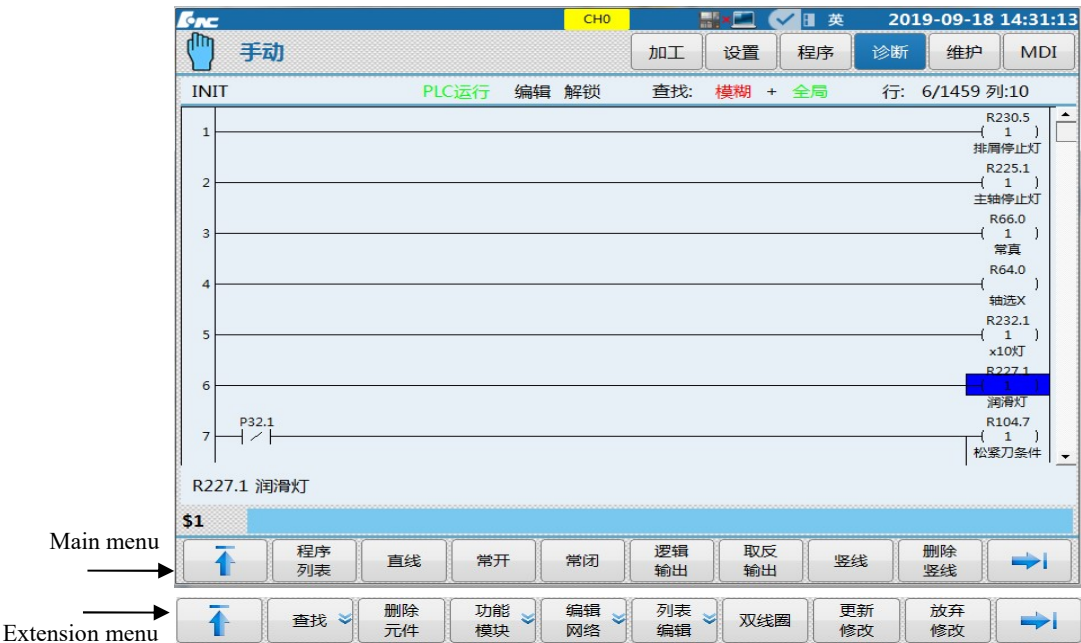 HNC CH0 英 2019-09-18 14:31:13
手动 加工 设置 程序 诊断 维护 MDI
INIT PLC运行 编辑 解锁 查找: 模糊 + 全局 行: 6/1459 列:10
R230.5
1 ( 1 )
排屑停止灯
R225.1
2 ( 1 )
主轴停止灯
R66.0
3 ( 1 )
常真
R64.0
4 ( )
轴选X
R232.1
5 ( 1 )
x10灯
R227.1
6 ( 1 )
润滑灯
P32.1 R104.7
7 ( 1 )
松紧刀条件
R227.1 润滑灯
$1
Main menu
程序
列表
直线
常开
常闭
逻辑
输出
取反
输出
竖线
删除
竖线
Extension menu
查找
删除
元件
功能
模块
编辑
网络
列表
编辑
双线圈
更新
修改
放弃
修改